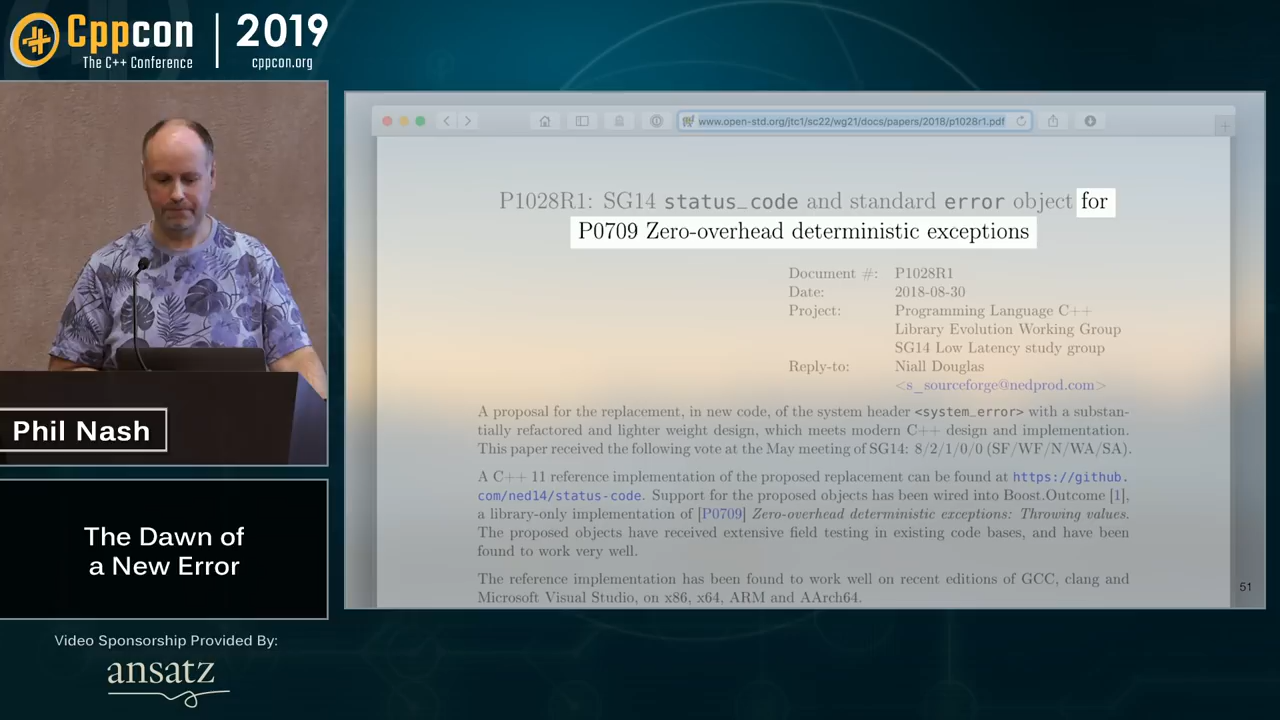 Cppcon
The C++ Conference
2019
cppcon.org
www.open-std.org/jtc1/sc22/wg21/docs/papers/2018/p1028r1.pdf
P1028R1: SG14 status_code and standard error object for
P0709 Zero-overhead deterministic exceptions
Document #: P1028R1
Date: 2018-08-30
Project: Programming Language C++
Library Evolution Working Group
SG14 Low Latency study group
Reply-to: Niall Douglas
<s_sourceforge@nedprod.com>
A proposal for the replacement, in new code, of the system header <system_error> with a substan-
tially refactored and lighter weight design, which meets modern C++ design and implementation.
This paper received the following vote at the May meeting of SG14: 8/2/1/0/0 (SF/WF/N/WA/SA).
A C++ 11 reference implementation of the proposed replacement can be found at https://github.
com/ned14/status-code. Support for the proposed objects has been wired into Boost.Outcome [1],
a library-only implementation of [P0709] Zero-overhead deterministic exceptions: Throwing values.
The proposed objects have received extensive field testing in existing code bases, and have been
found to work very well.
The reference implementation has been found to work well on recent editions of GCC, clang and
Microsoft Visual Studio, on x86, x64, ARM and AArch64.
51
Phil Nash
The Dawn of
a New Error
Video Sponsorship Provided By:
ansatz